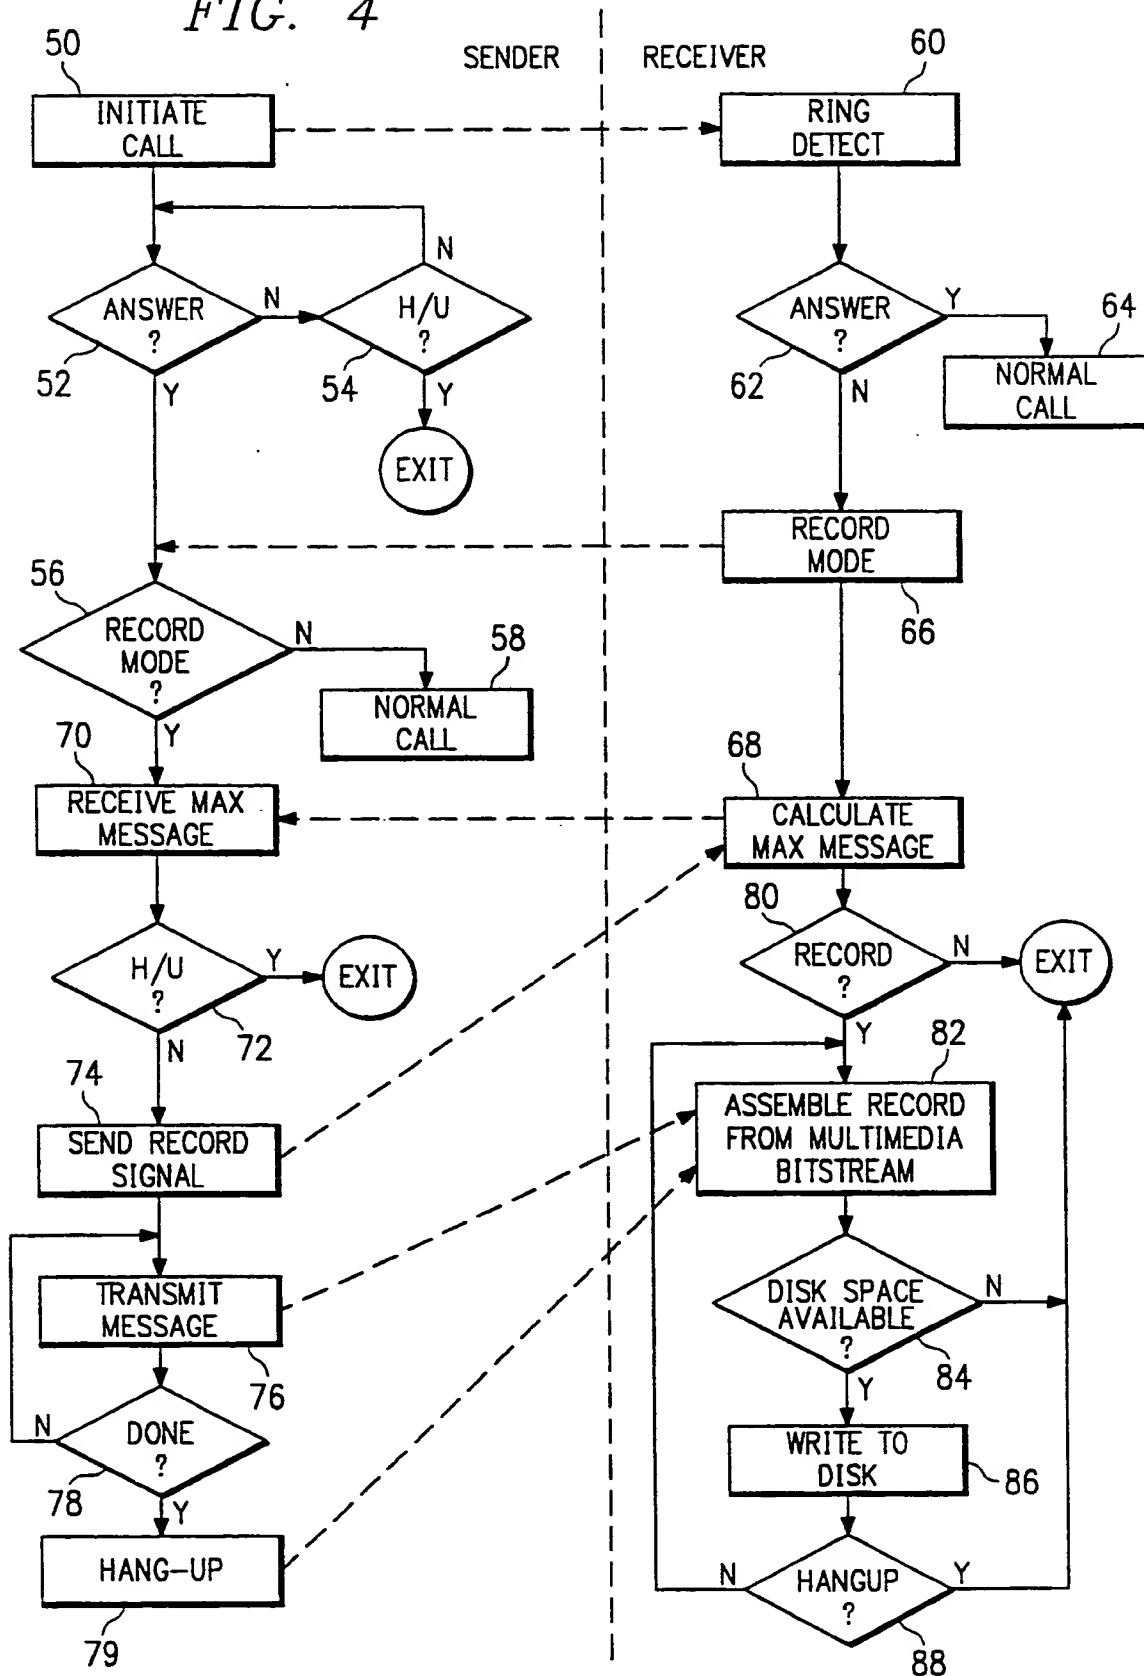 FIG. 4
SENDER
RECEIVER
50
INITIATE
CALL
60
RING
DETECT
ANSWER
?
52
N
Y
H/U
?
54
N
Y
EXIT
ANSWER
?
62
Y
N
64
NORMAL
CALL
RECORD
MODE
66
56
RECORD
MODE
?
N
Y
58
NORMAL
CALL
70
RECEIVE MAX
MESSAGE
68
CALCULATE
MAX MESSAGE
H/U
?
72
Y
N
EXIT
80
RECORD
?
N
Y
EXIT
74
SEND RECORD
SIGNAL
82
ASSEMBLE RECORD
FROM MULTIMEDIA
BITSTREAM
TRANSMIT
MESSAGE
76
DISK SPACE
AVAILABLE
?
84
N
Y
DONE
?
78
N
Y
WRITE TO
DISK
86
HANG-UP
79
HANGUP
?
88
N
Y